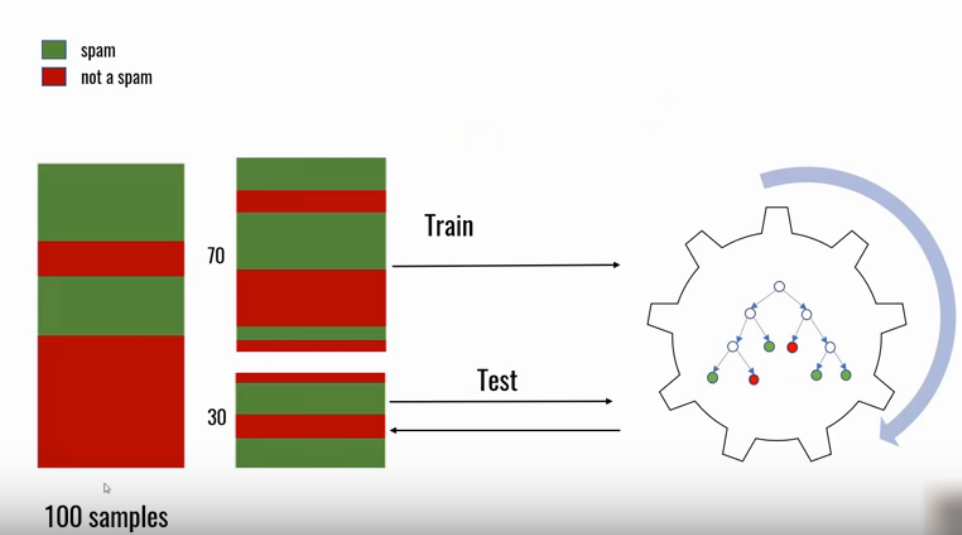 spam
not a spam
70
Train
30
Test
100 samples